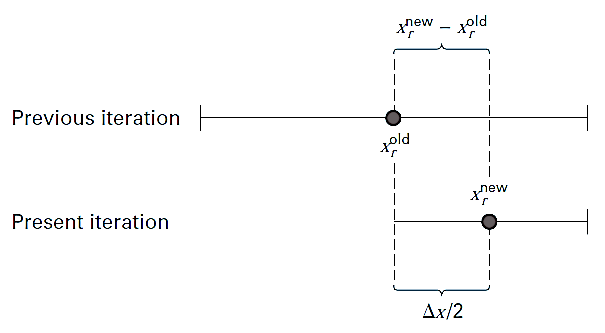 x_r^new − x_r^old
Previous iteration
x_r^old
x_r^new
Present iteration
Δx/2